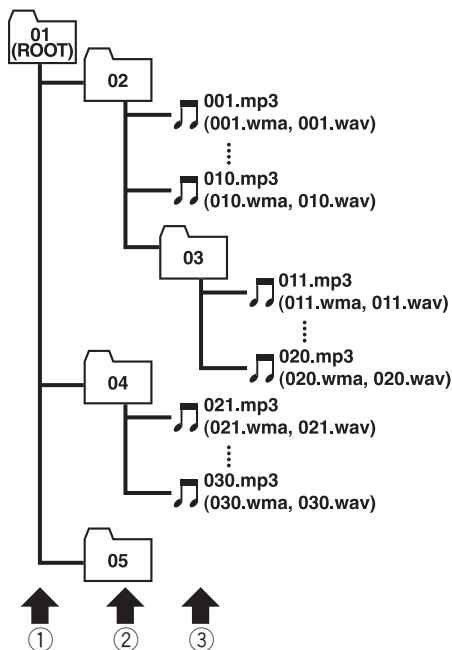 01
(ROOT)
02
001.mp3
(001.wma, 001.wav)
010.mp3
(010.wma, 010.wav)
03
011.mp3
(011.wma, 011.wav)
020.mp3
(020.wma, 020.wav)
04
021.mp3
(021.wma, 021.wav)
030.mp3
(030.wma, 030.wav)
05
① ② ③